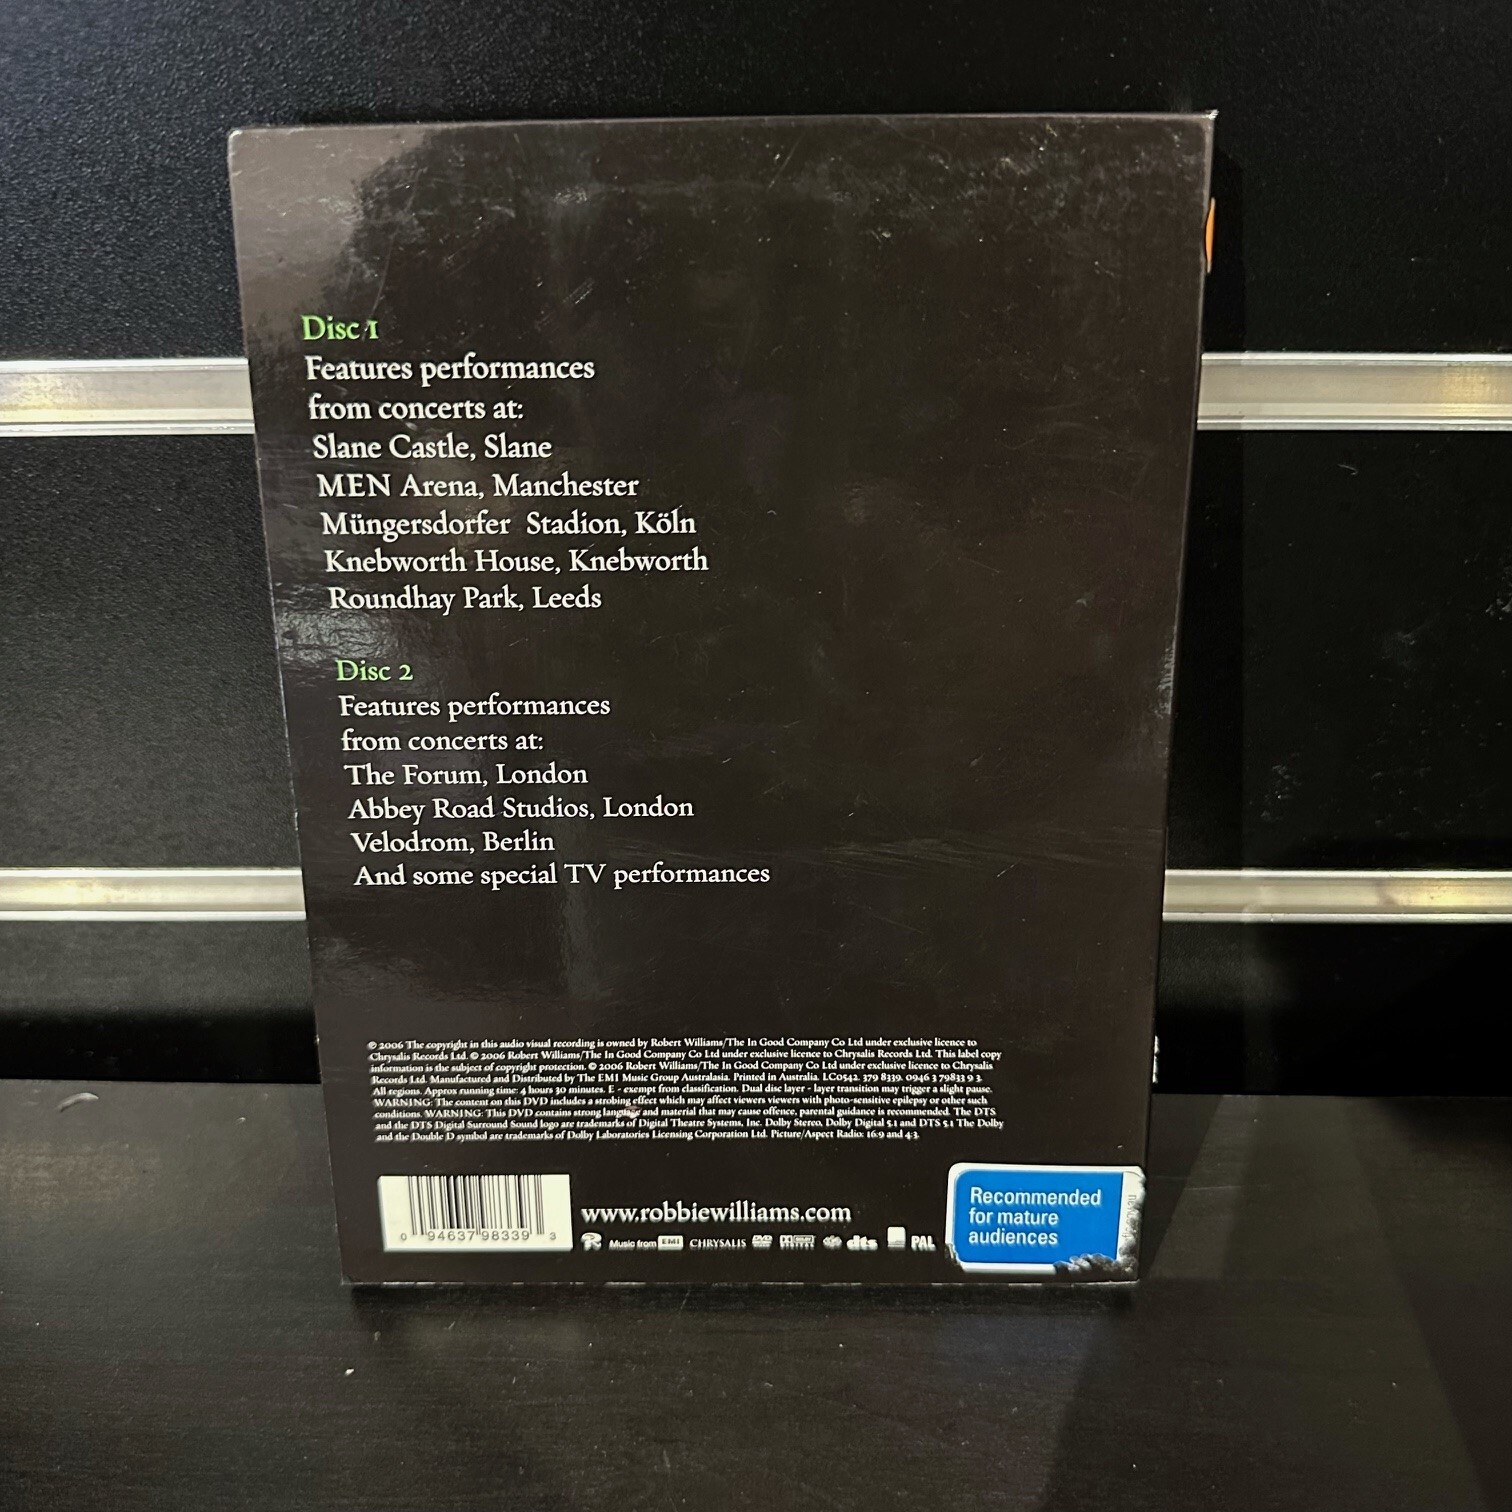 Disc 1
Features performances
from concerts at:
Slane Castle, Slane
MEN Arena, Manchester
Müngersdorfer Stadion, Köln
Knebworth House, Knebworth
Roundhay Park, Leeds
Disc 2
Features performances
from concerts at:
The Forum, London
Abbey Road Studios, London
Velodrom, Berlin
And some special TV performances
℗ 2006 The copyright in this audio visual recording is owned by Robert Williams/The In Good Company Co Ltd under exclusive licence to
Chrysalis Records Ltd. © 2006 Robert Williams/The In Good Company Co Ltd under exclusive licence to Chrysalis Records Ltd. This label copy
information is the subject of copyright protection. © 2006 Robert Williams/The In Good Company Co Ltd under exclusive licence to Chrysalis
Records Ltd. Manufactured and Distributed by The EMI Music Group Australasia. Printed in Australia. LC0542. 379 8339. 0946 3 79833 9 3.
All regions. Approx running time: 4 hours 30 minutes. E - exempt from classification. Dual disc layer - layer transition may trigger a slight pause.
WARNING: The content on this DVD includes a strobing effect which may affect viewers viewers with photo-sensitive epilepsy or other such
conditions. WARNING: This DVD contains strong language and material that may cause offence, parental guidance is recommended. The DTS
and the DTS Digital Surround Sound logo are trademarks of Digital Theatre Systems, Inc. Dolby Stereo, Dolby Digital 5.1 and DTS 5.1 The Dolby
and the Double D symbol are trademarks of Dolby Laboratories Licensing Corporation Ltd. Picture/Aspect Radio: 16:9 and 4:3.
0 94637 98339 3
www.robbiewilliams.com
Music from EMI CHRYSALIS DVD dts PAL
Recommended
for mature
audiences